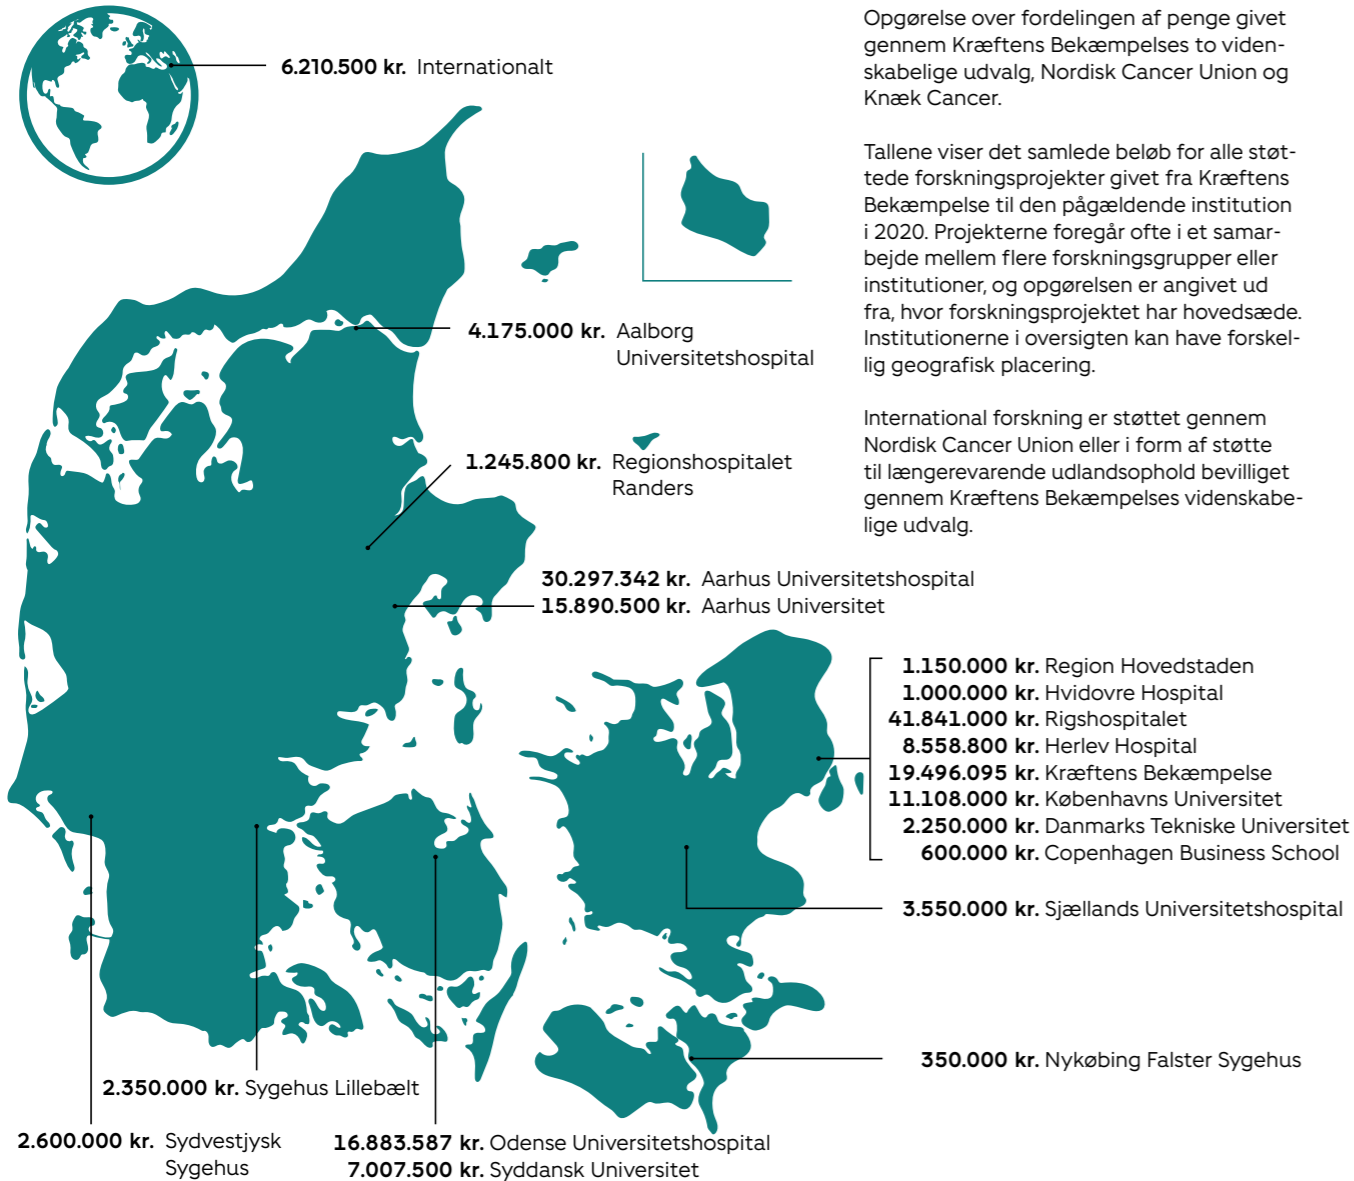 6.210.500 kr. Internationalt
Opgørelse over fordelingen af penge givet
gennem Kræftens Bekæmpelses to viden-
skabelige udvalg, Nordisk Cancer Union og
Knæk Cancer.
Tallene viser det samlede beløb for alle støt-
tede forskningsprojekter givet fra Kræftens
Bekæmpelse til den pågældende institution
i 2020. Projekterne foregår ofte i et samar-
bejde mellem flere forskningsgrupper eller
institutioner, og opgørelsen er angivet ud
fra, hvor forskningsprojektet har hovedsæde.
Institutionerne i oversigten kan have forskel-
lig geografisk placering.
International forskning er støttet gennem
Nordisk Cancer Union eller i form af støtte
til længerevarende udlandsophold bevilliget
gennem Kræftens Bekæmpelses videnskabe-
lige udvalg.
4.175.000 kr. Aalborg
Universitetshospital
1.245.800 kr. Regionshospitalet
Randers
30.297.342 kr. Aarhus Universitetshospital
15.890.500 kr. Aarhus Universitet
1.150.000 kr. Region Hovedstaden
1.000.000 kr. Hvidovre Hospital
41.841.000 kr. Rigshospitalet
8.558.800 kr. Herlev Hospital
19.496.095 kr. Kræftens Bekæmpelse
11.108.000 kr. Københavns Universitet
2.250.000 kr. Danmarks Tekniske Universitet
600.000 kr. Copenhagen Business School
3.550.000 kr. Sjællands Universitetshospital
350.000 kr. Nykøbing Falster Sygehus
2.350.000 kr. Sygehus Lillebælt
2.600.000 kr. Sydvestjysk
Sygehus
16.883.587 kr. Odense Universitetshospital
7.007.500 kr. Syddansk Universitet